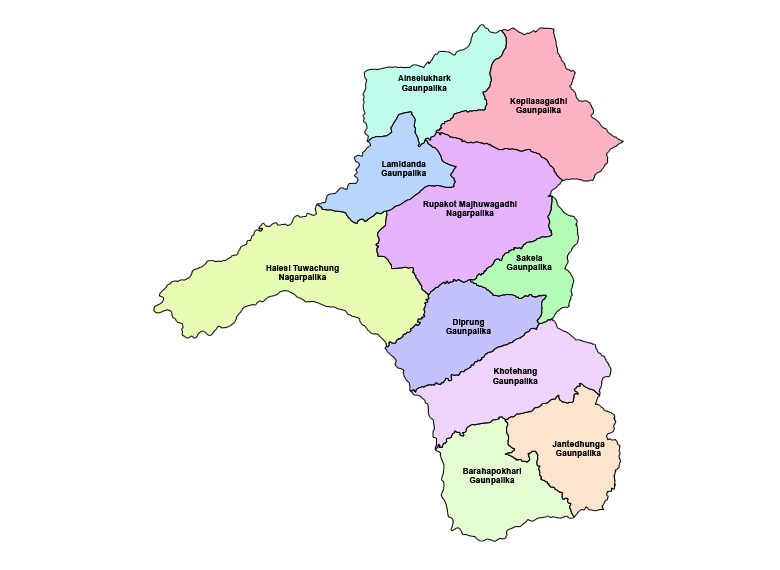 Ainselukhark
Gaunpalika
Kepilasagadhi
Gaunpalika
Lamidanda
Gaunpalika
Rupakot Majhuwagadhi
Nagarpalika
Sakela
Gaunpalika
Halesi Tuwachung
Nagarpalika
Diprung
Gaunpalika
Khotehang
Gaunpalika
Jantedhunga
Gaunpalika
Barahapokhari
Gaunpalika